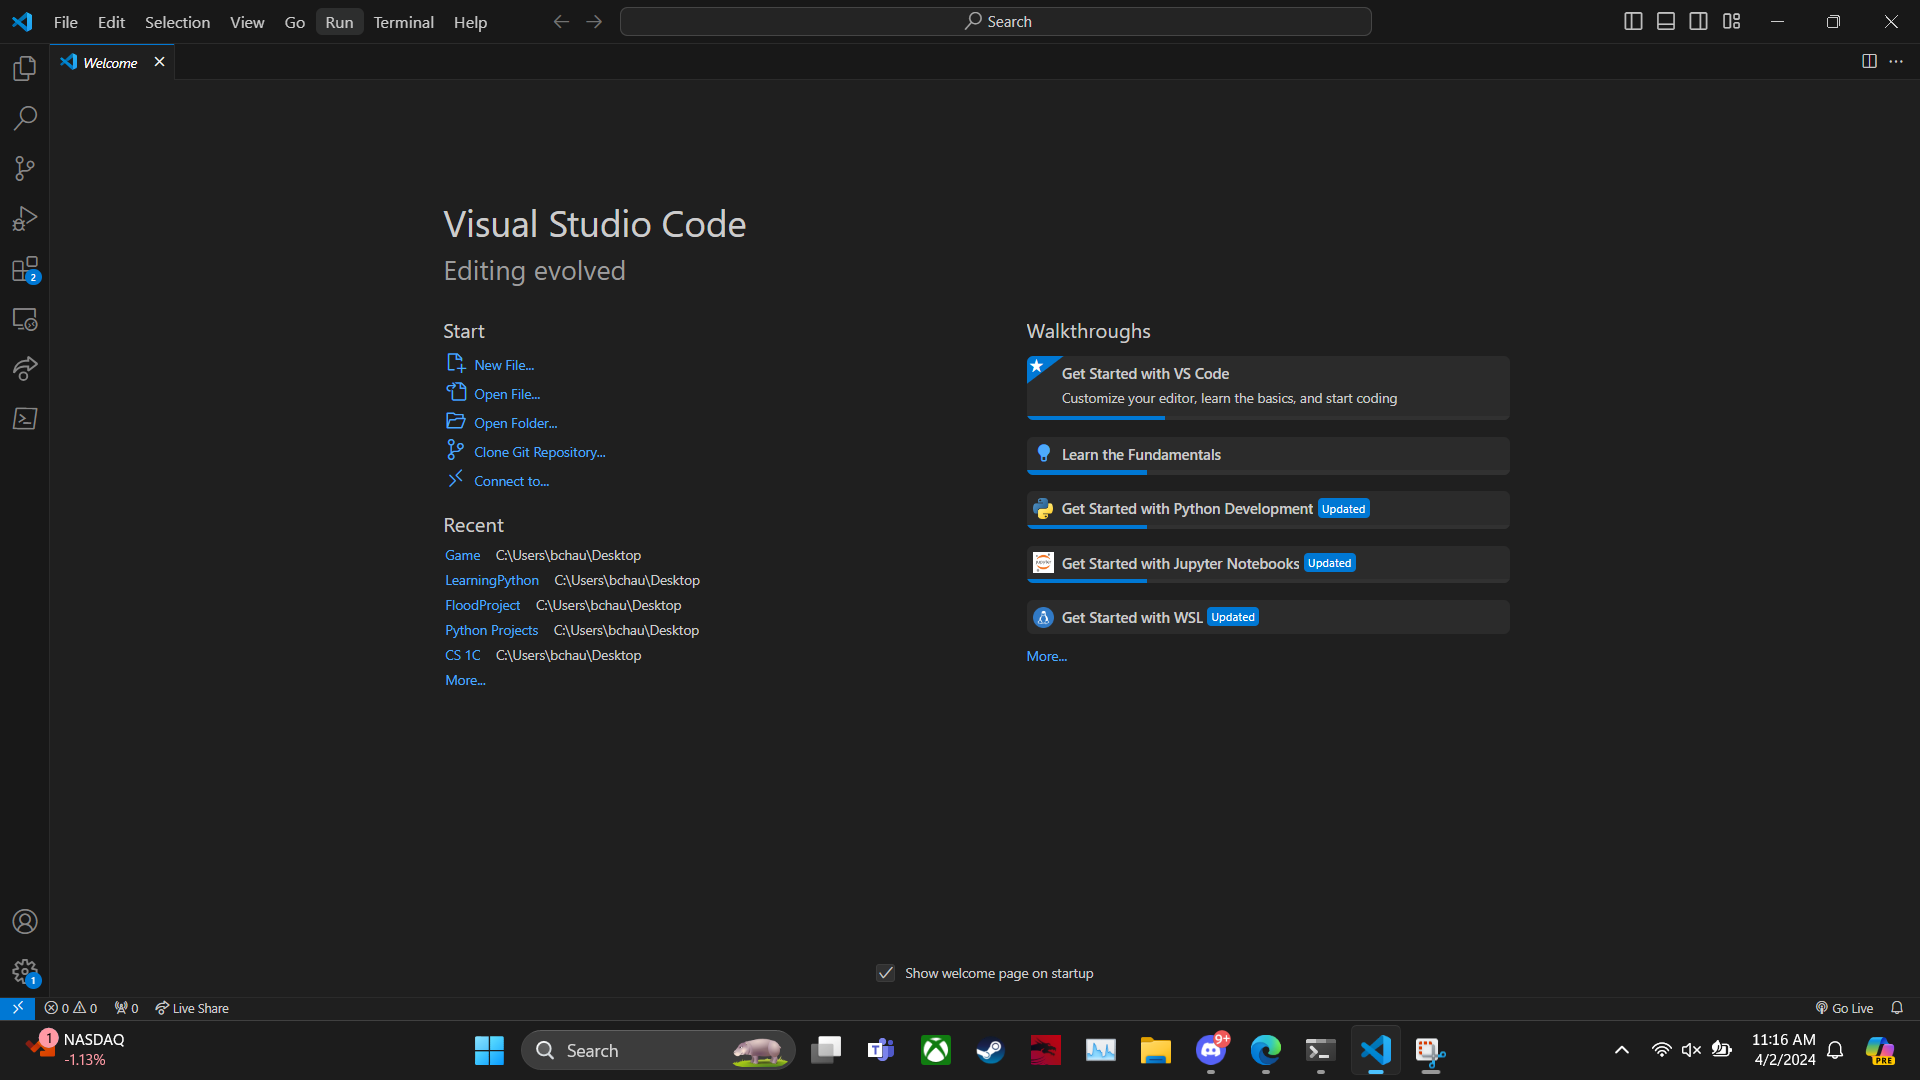 File Edit Selection View Go Run Terminal Help Search
Welcome
Visual Studio Code
Editing evolved
Start
New File...
Open File...
Open Folder...
Clone Git Repository...
Connect to...
Recent
Game C:\Users\bchau\Desktop
LearningPython C:\Users\bchau\Desktop
FloodProject C:\Users\bchau\Desktop
Python Projects C:\Users\bchau\Desktop
CS 1C C:\Users\bchau\Desktop
More...
Walkthroughs
Get Started with VS Code
Customize your editor, learn the basics, and start coding
Learn the Fundamentals
Get Started with Python Development Updated
Get Started with Jupyter Notebooks Updated
Get Started with WSL Updated
More...
2
1
Show welcome page on startup
0 0 0 Live Share Go Live
1 NASDAQ
-1.13%
Search
9+
11:16 AM
4/2/2024
PRE